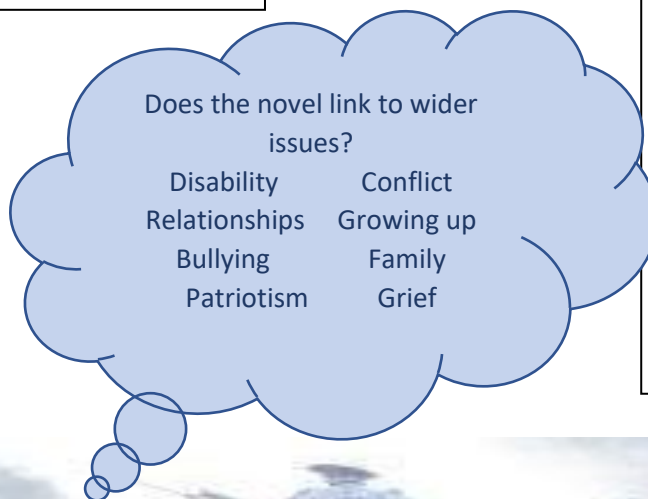 Does the novel link to wider
issues?
Disability Conflict
Relationships Growing up
Bullying Family
Patriotism Grief